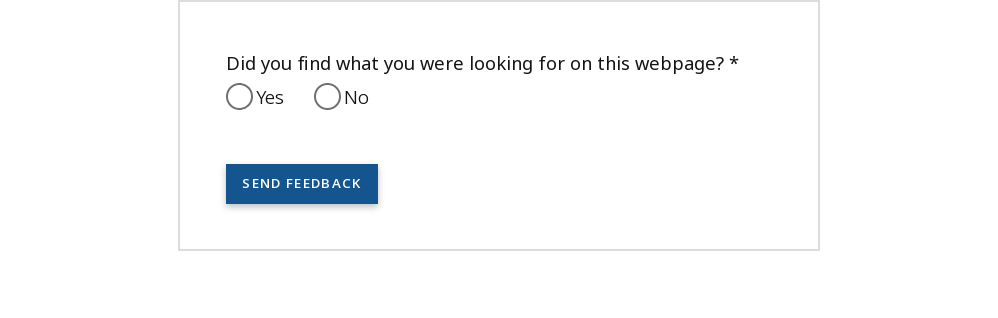 Did you find what you were looking for on this webpage? *
Yes No
SEND FEEDBACK